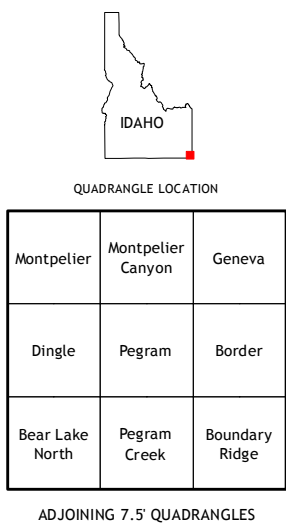 IDAHO
QUADRANGLE LOCATION
Montpelier
Montpelier
Canyon
Geneva
Dingle
Pegram
Border
Bear Lake
North
Pegram
Creek
Boundary
Ridge
ADJOINING 7.5' QUADRANGLES